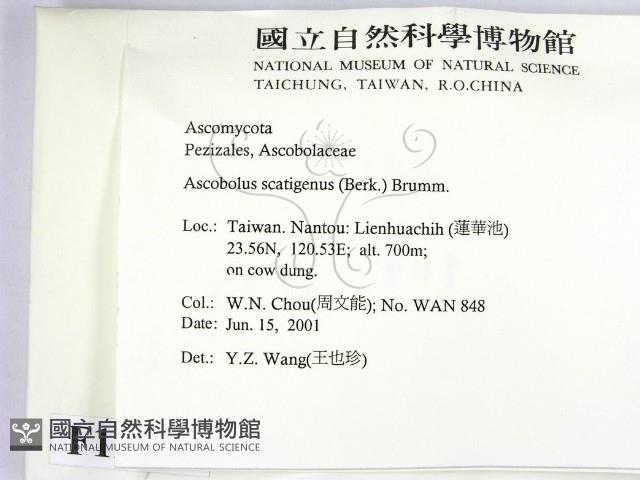 國立自然科學博物館
NATIONAL MUSEUM OF NATURAL SCIENCE
TAICHUNG, TAIWAN, R.O.CHINA
Ascomycota
Pezizales, Ascobolaceae
Ascobolus scatigenus (Berk.) Brumm.
Loc.: Taiwan. Nantou: Lienhuachih (蓮華池)
23.56N, 120.53E; alt. 700m;
on cow dung.
Col.: W.N. Chou(周文能); No. WAN 848
Date: Jun. 15, 2001
Det.: Y.Z. Wang(王也珍)
國立自然科學博物館
NATIONAL MUSEUM OF NATURAL SCIENCE
F1